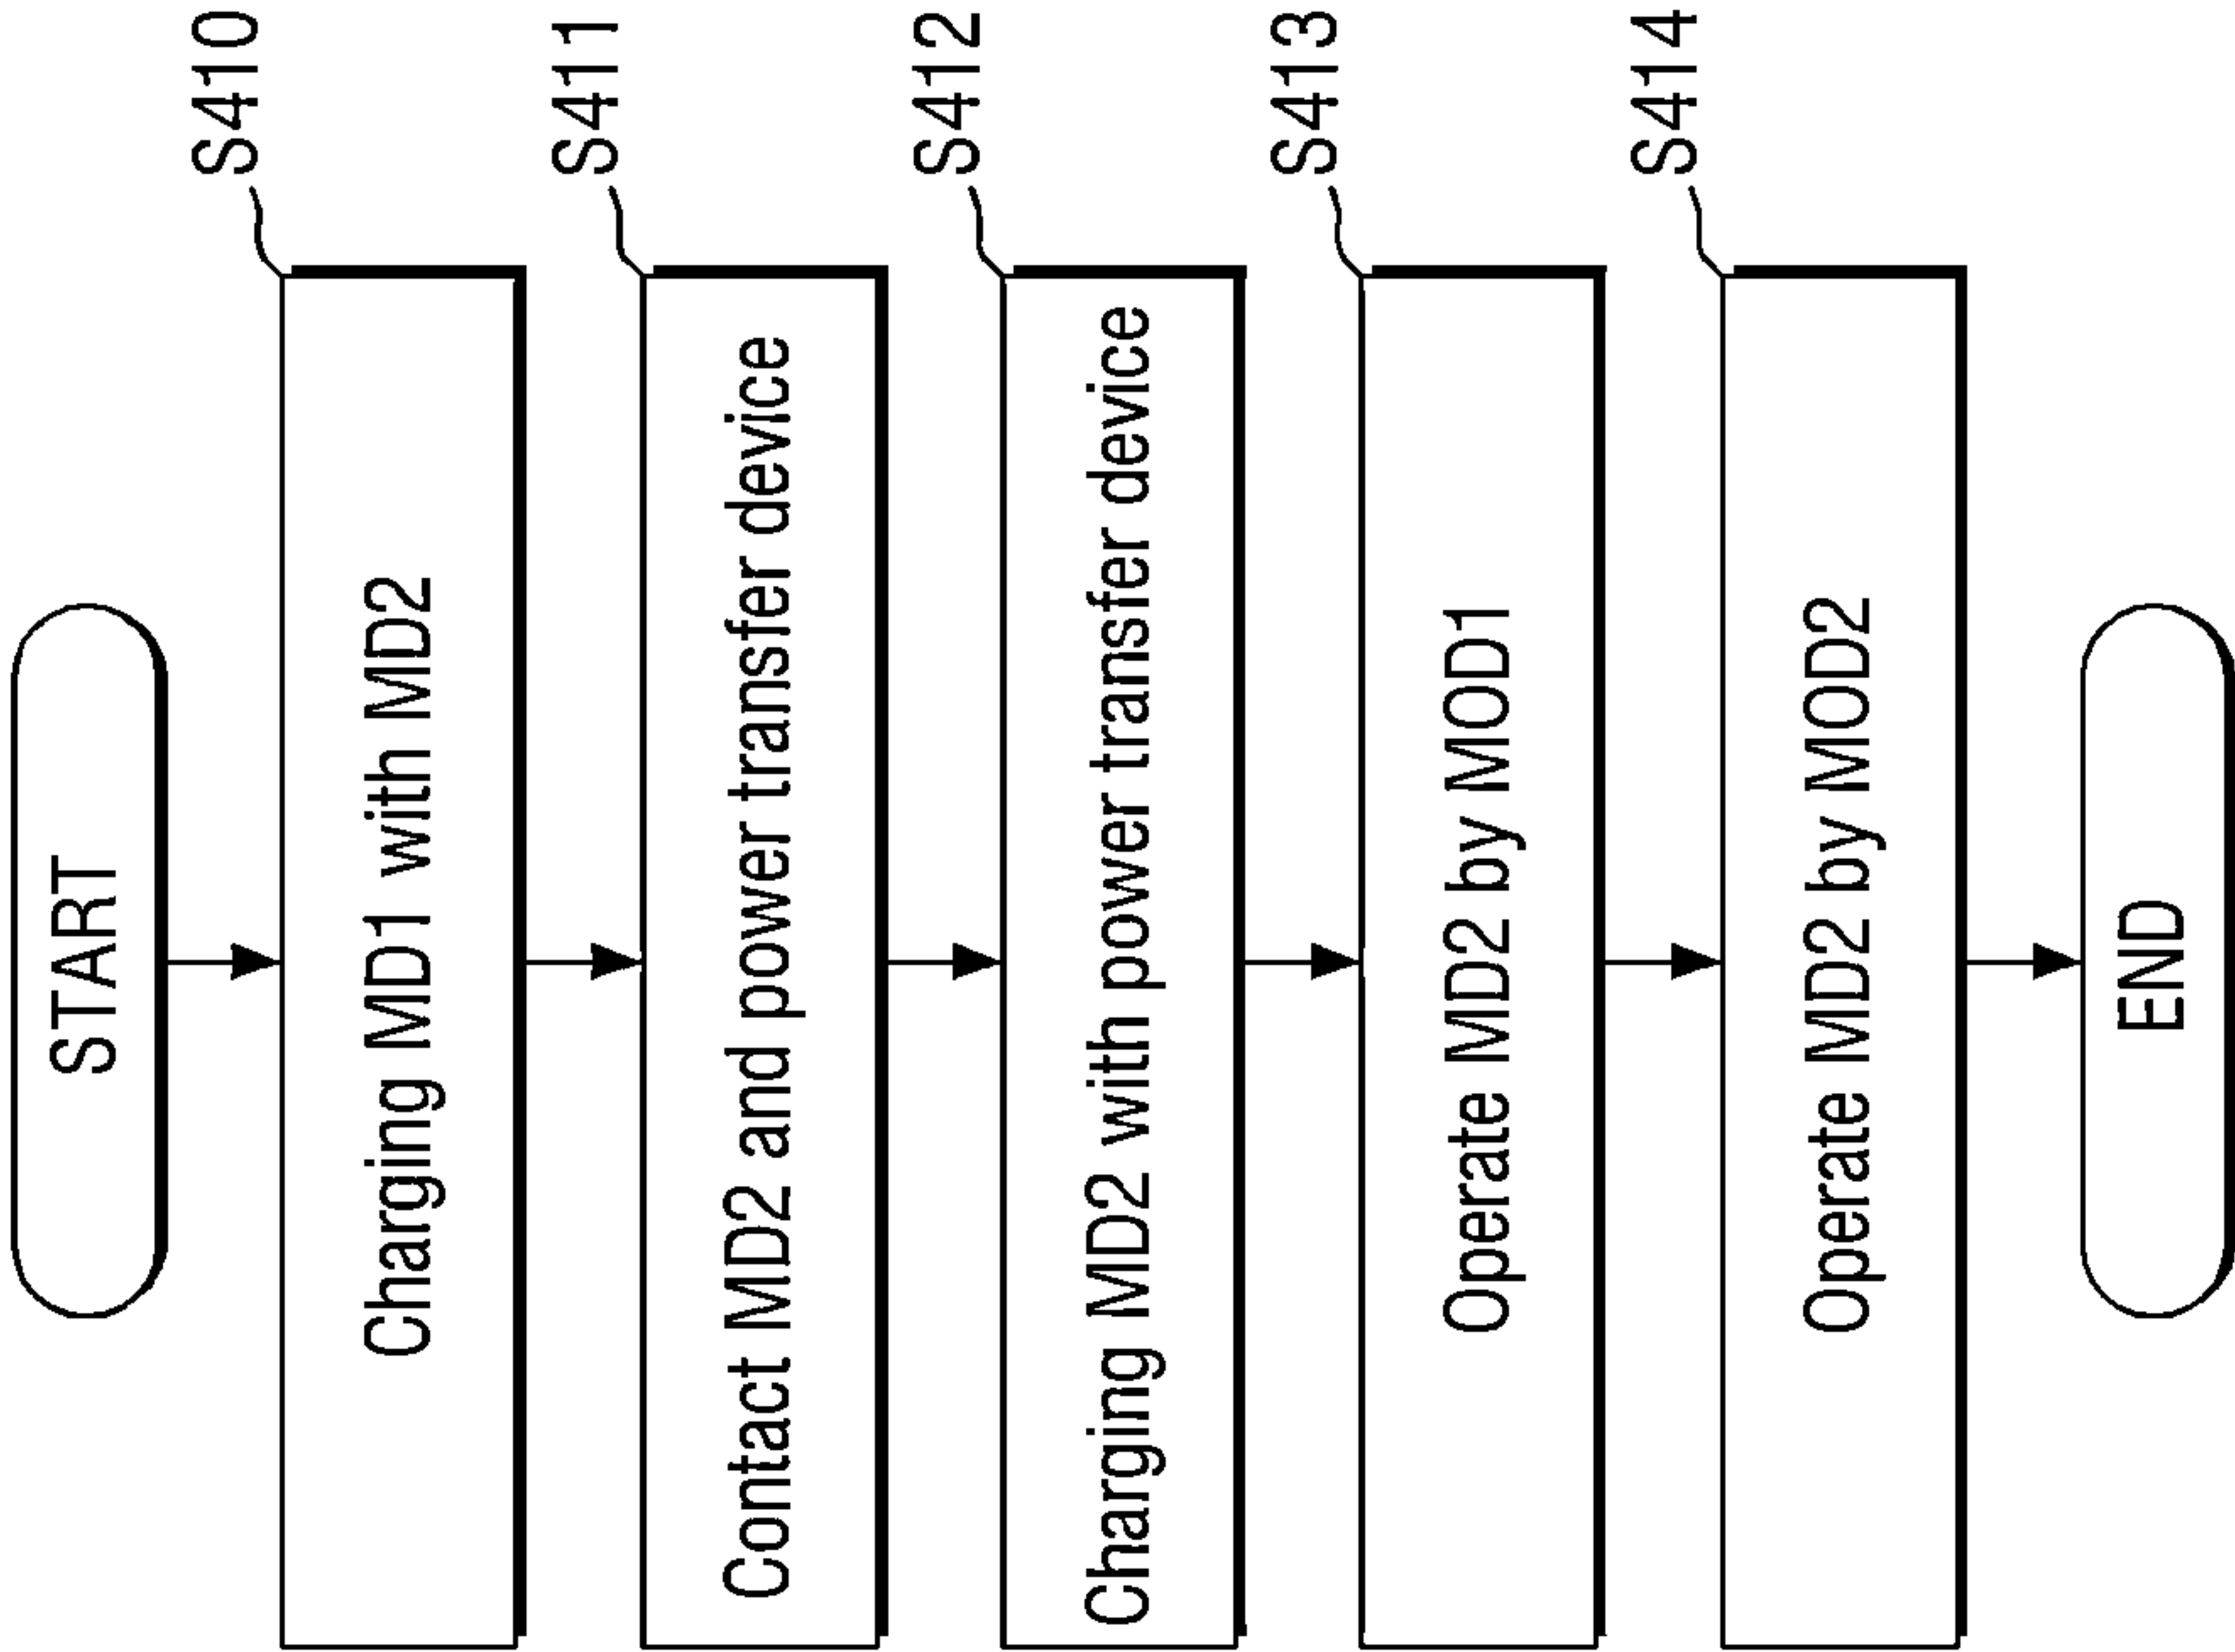 START
S410
Charging MD1 with MD2
S411
Contact MD2 and power transfer device
S412
Charging MD2 with power transfer device
S413
Operate MD2 by MOD1
S414
Operate MD2 by MOD2
END